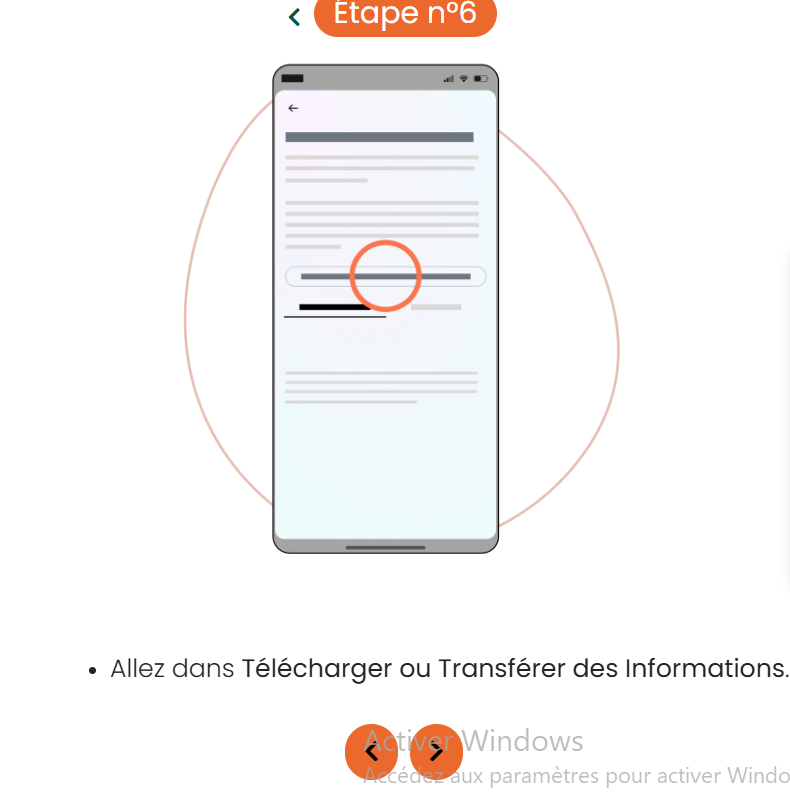 Étape n°6
Allez dans Télécharger ou Transférer des Informations.
Activer Windows
Accédez aux paramètres pour activer Windo